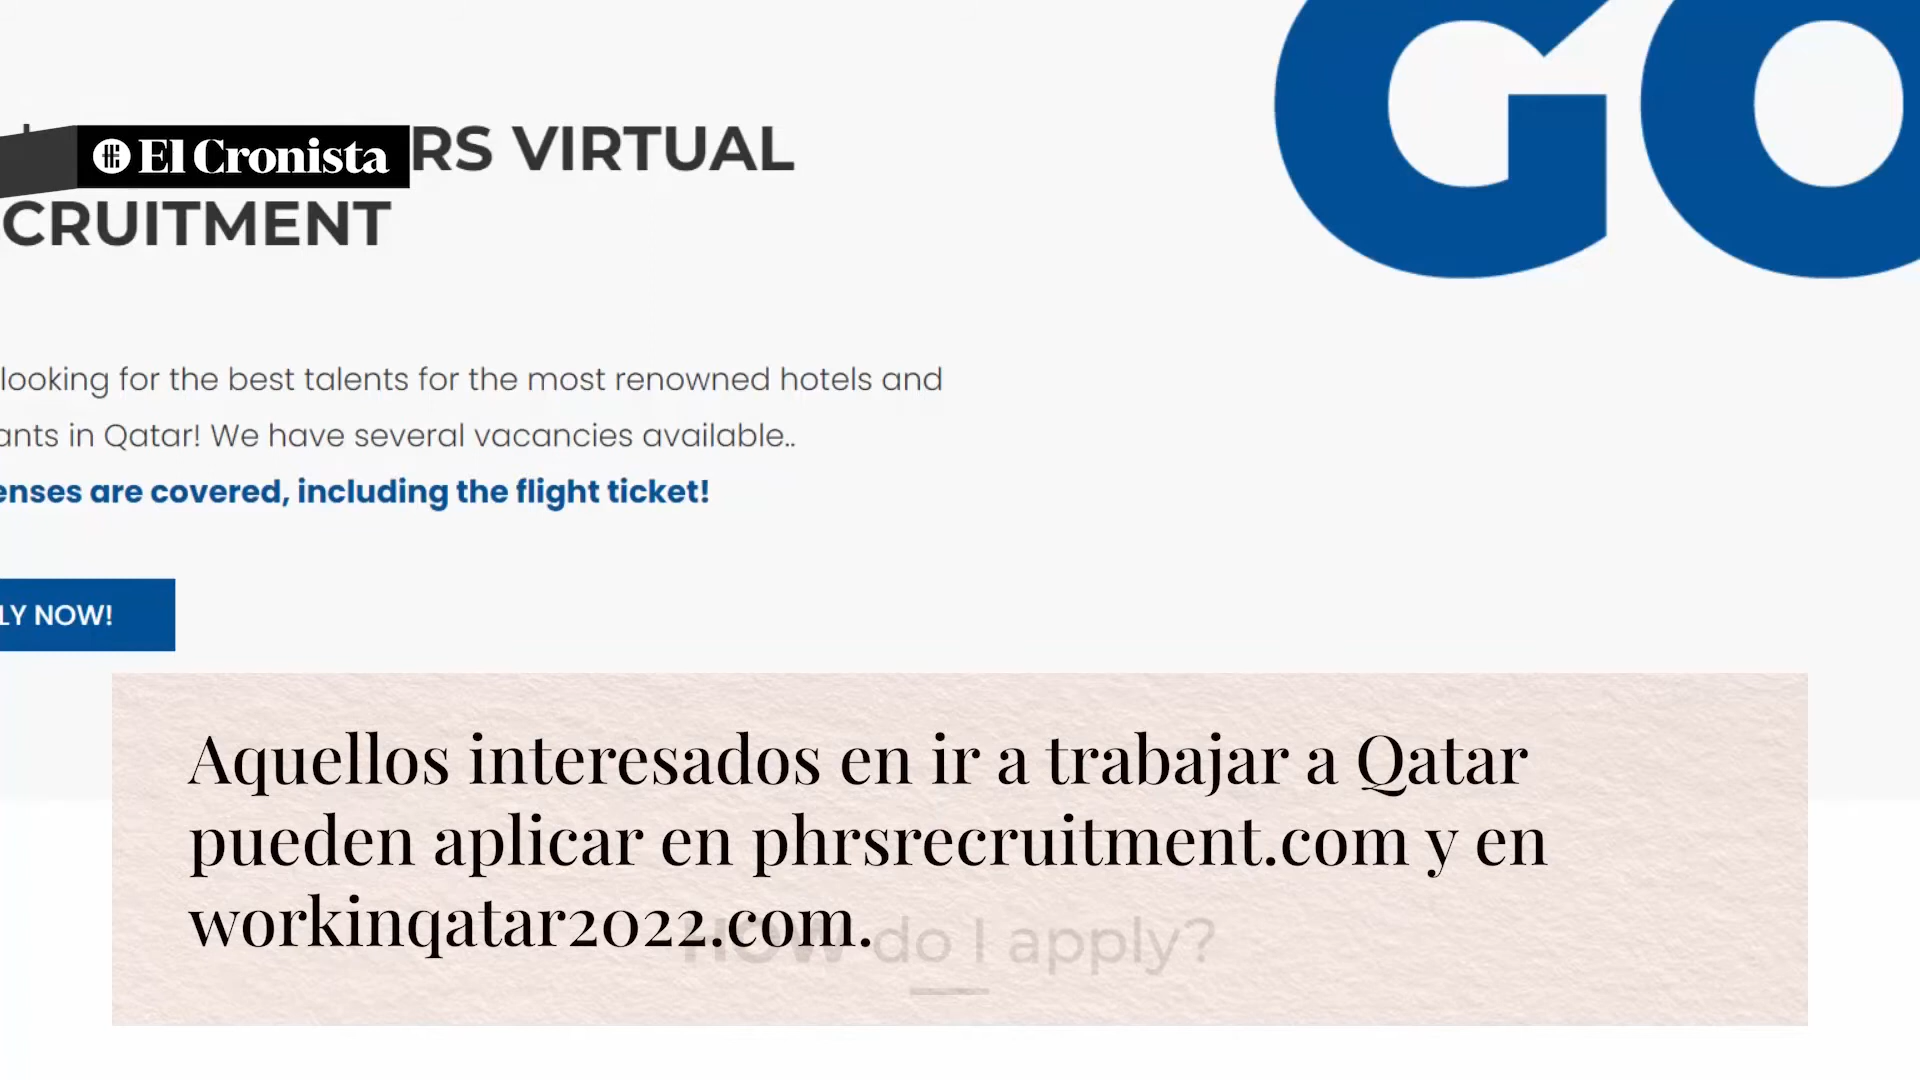 GO
El Cronista
RS VIRTUAL
CRUITMENT
looking for the best talents for the most renowned hotels and
ants in Qatar! We have several vacancies available..
enses are covered, including the flight ticket!
LY NOW!
Aquellos interesados en ir a trabajar a Qatar
pueden aplicar en phrsrecruitment.com y en
workinqatar2022.com.
HOW do I apply?